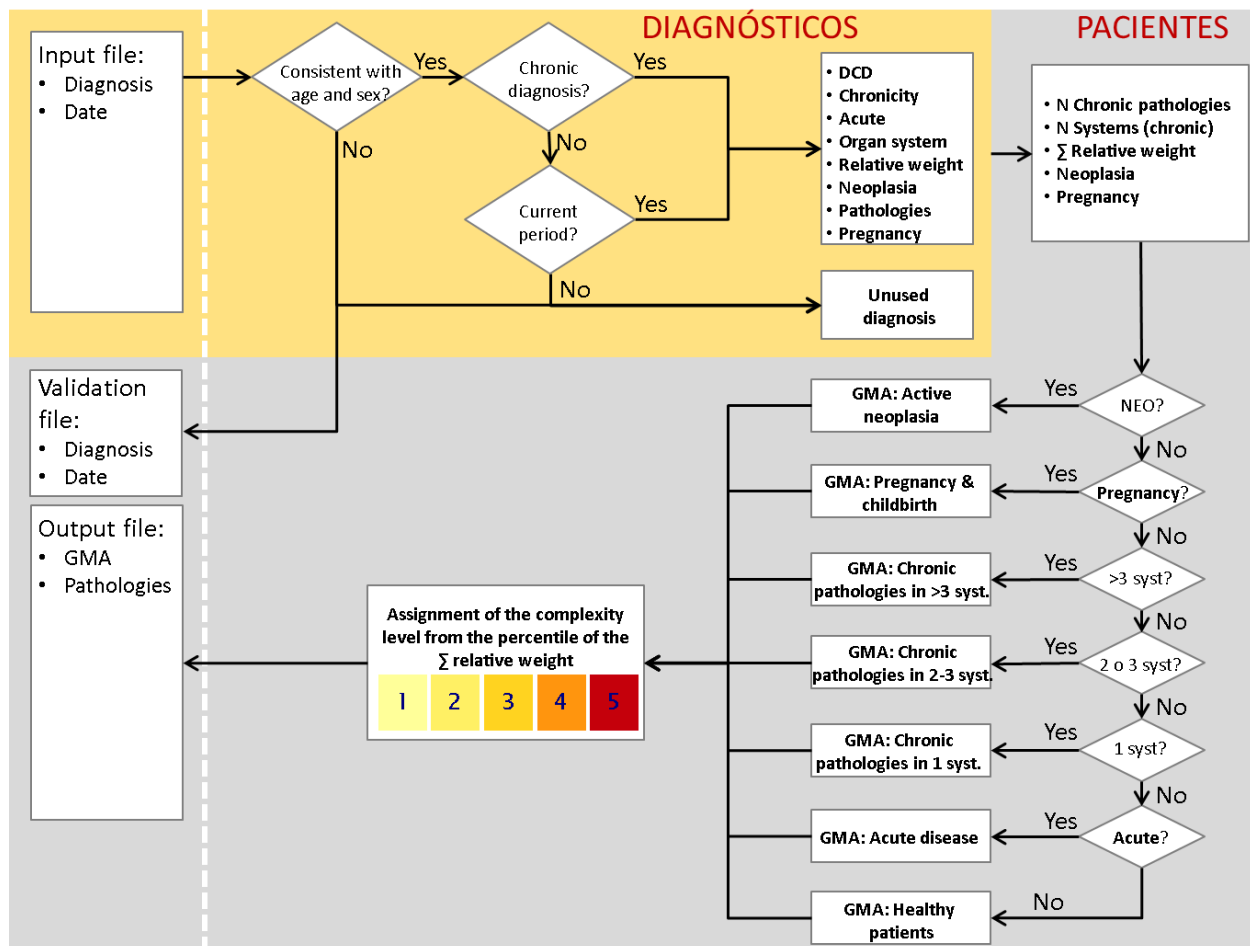 DIAGNÓSTICOS
PACIENTES
Input file:
• Diagnosis
• Date
Consistent with
age and sex?
Yes
No
Chronic
diagnosis?
Yes
No
Current
period?
Yes
No
• DCD
• Chronicity
• Acute
• Organ system
• Relative weight
• Neoplasia
• Pathologies
• Pregnancy
Unused
diagnosis
• N Chronic pathologies
• N Systems (chronic)
• ∑ Relative weight
• Neoplasia
• Pregnancy
Validation
file:
• Diagnosis
• Date
Output file:
• GMA
• Pathologies
NEO?
Yes
GMA: Active
neoplasia
No
Pregnancy?
Yes
GMA: Pregnancy &
childbirth
No
>3 syst?
Yes
GMA: Chronic
pathologies in >3 syst.
No
2 o 3 syst?
Yes
GMA: Chronic
pathologies in 2-3 syst.
No
1 syst?
Yes
GMA: Chronic
pathologies in 1 syst.
No
Acute?
Yes
GMA: Acute disease
No
GMA: Healthy
patients
Assignment of the complexity
level from the percentile of the
∑ relative weight
1 2 3 4 5